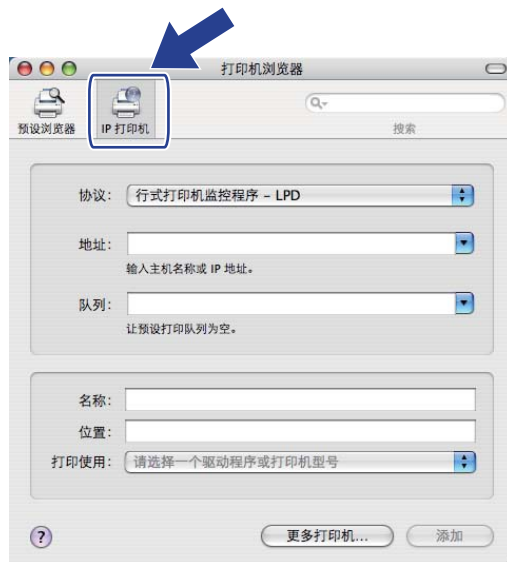 打印机浏览器
预设浏览器 IP 打印机 搜索
协议: 行式打印机监控程序 – LPD
地址:
输入主机名称或 IP 地址。
队列:
让预设打印队列为空。
名称:
位置:
打印使用: 请选择一个驱动程序或打印机型号
? 更多打印机... 添加